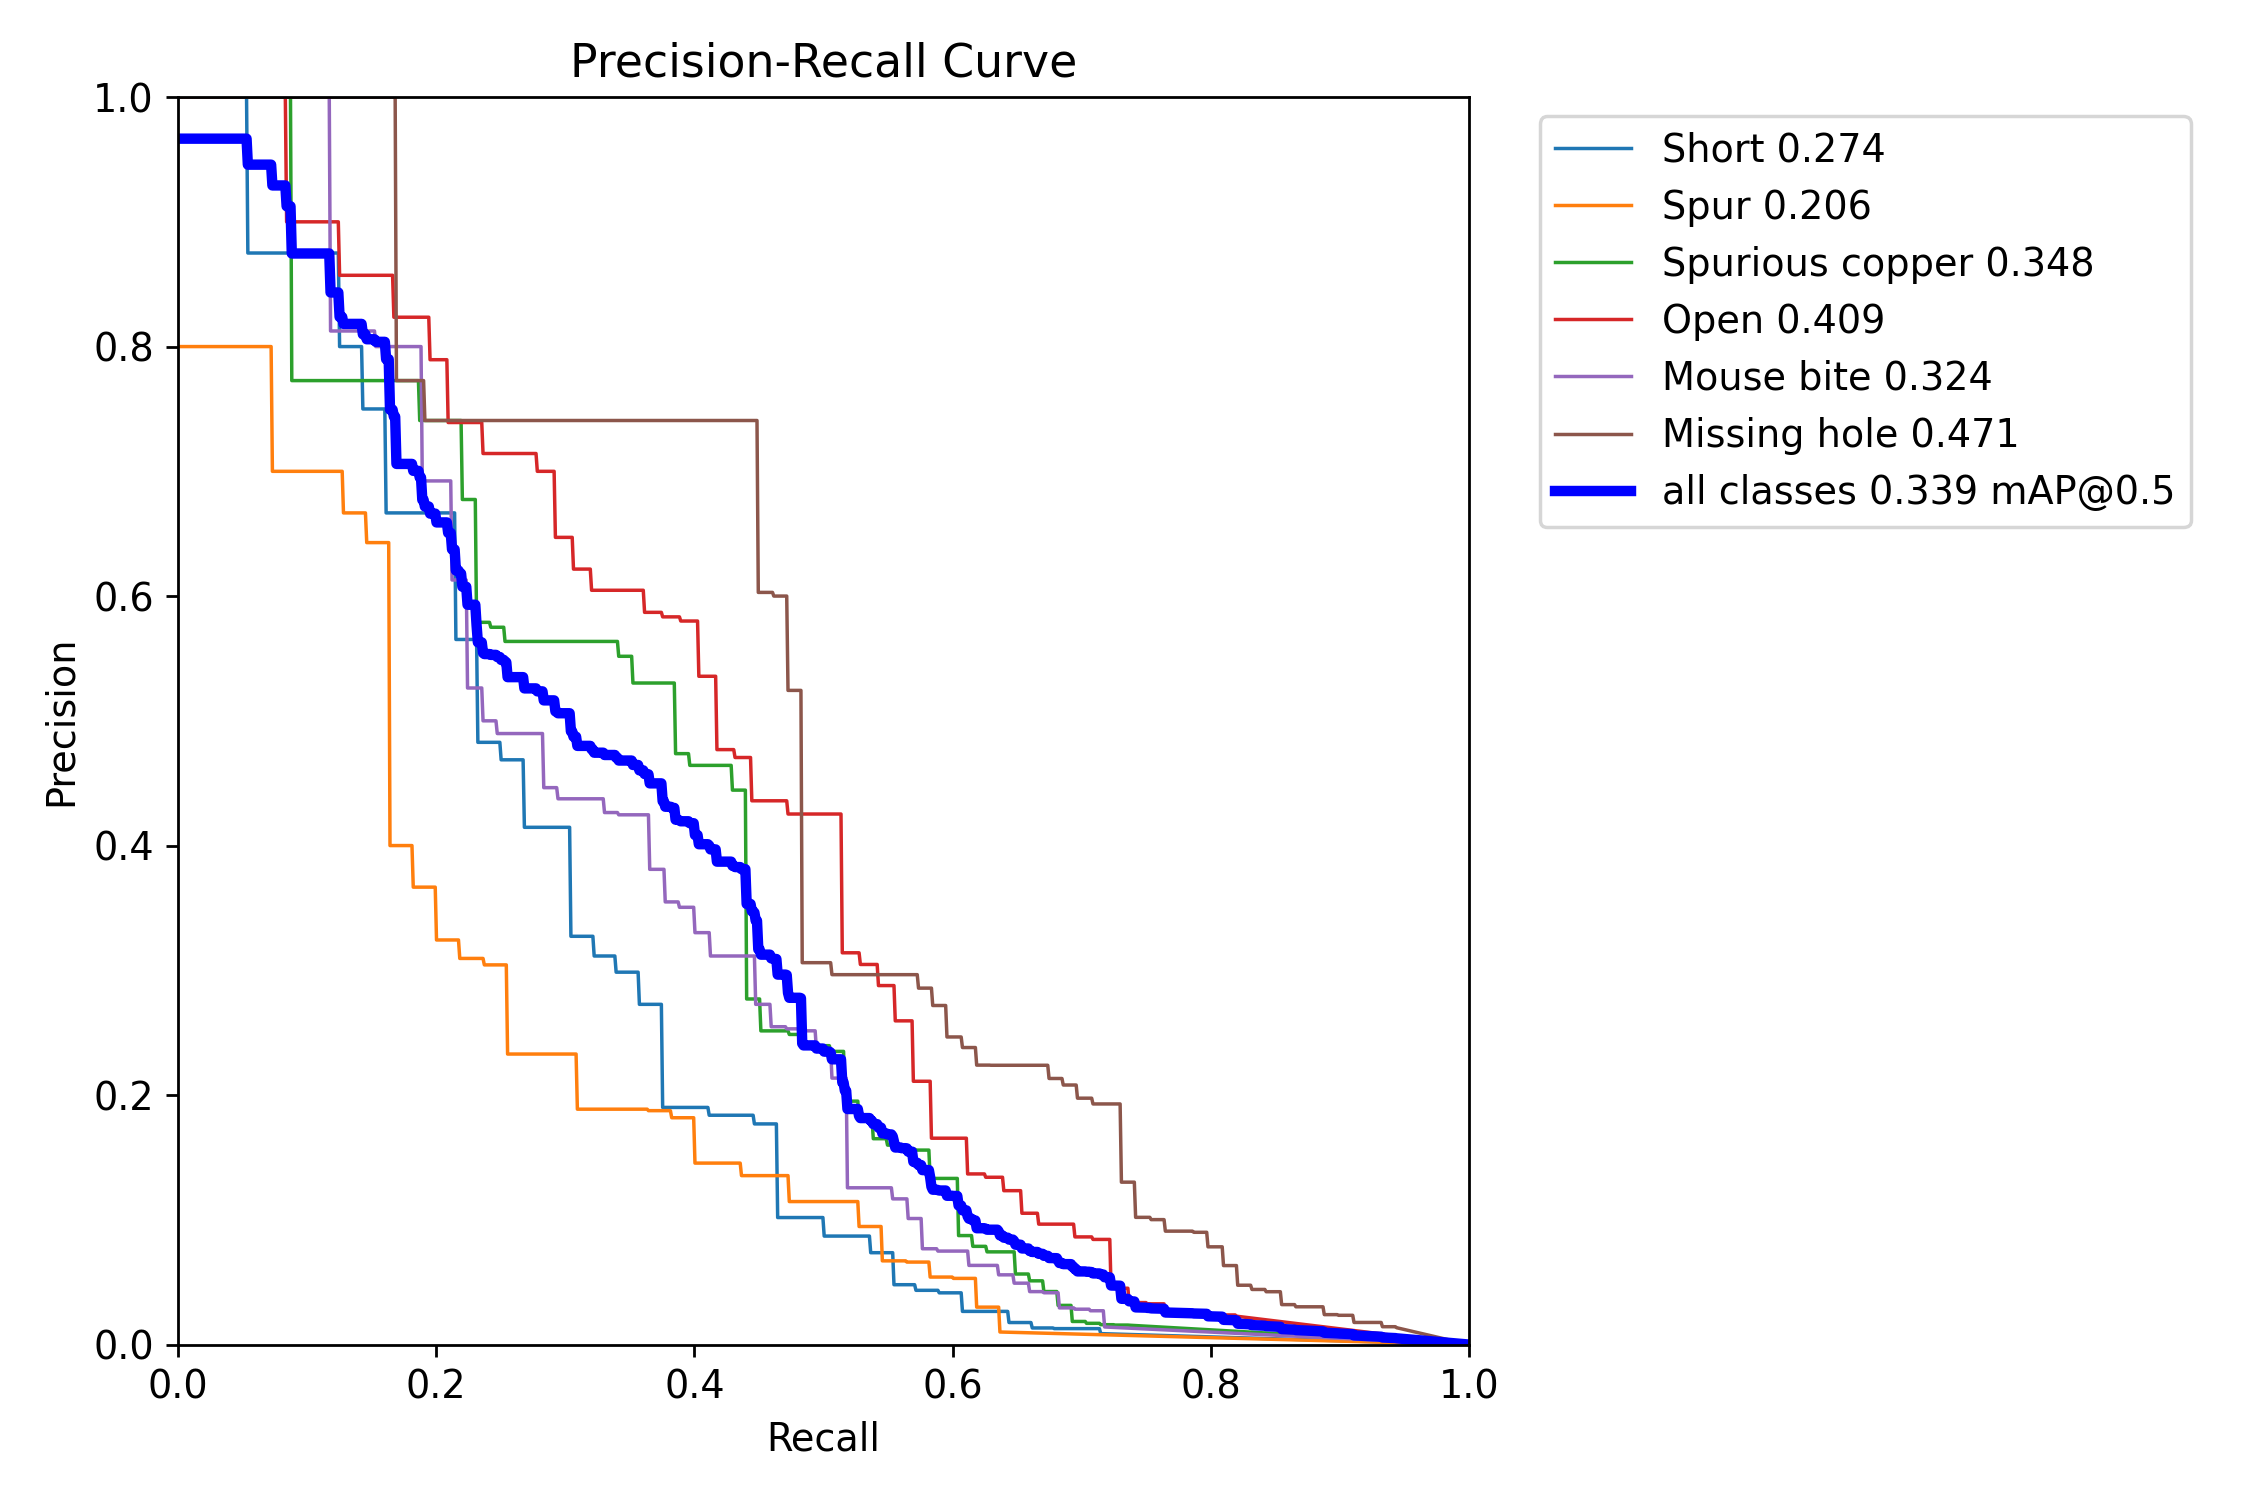 Precision-Recall Curve
1.0
0.8
0.6
0.4
0.2
0.0
Precision
0.0 0.2 0.4 0.6 0.8 1.0
Recall
Short 0.274
Spur 0.206
Spurious copper 0.348
Open 0.409
Mouse bite 0.324
Missing hole 0.471
all classes 0.339 mAP@0.5